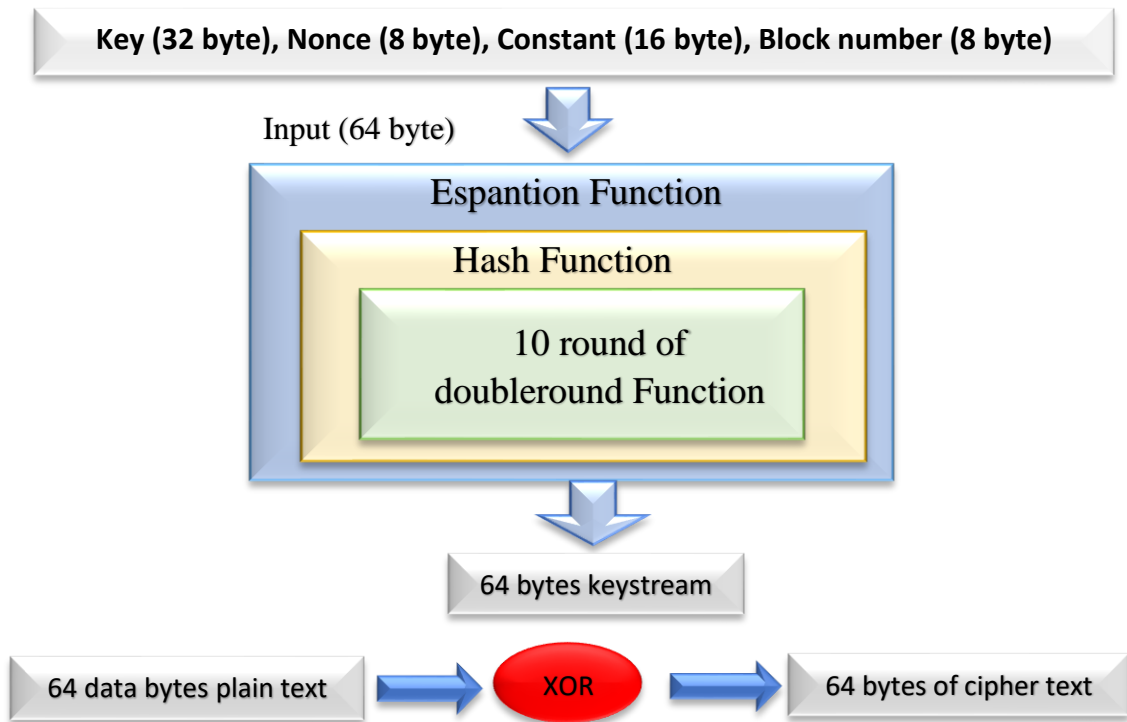 Key (32 byte), Nonce (8 byte), Constant (16 byte), Block number (8 byte)
Input (64 byte)
Espantion Function
Hash Function
10 round of
doubleround Function
64 bytes keystream
64 data bytes plain text
XOR
64 bytes of cipher text